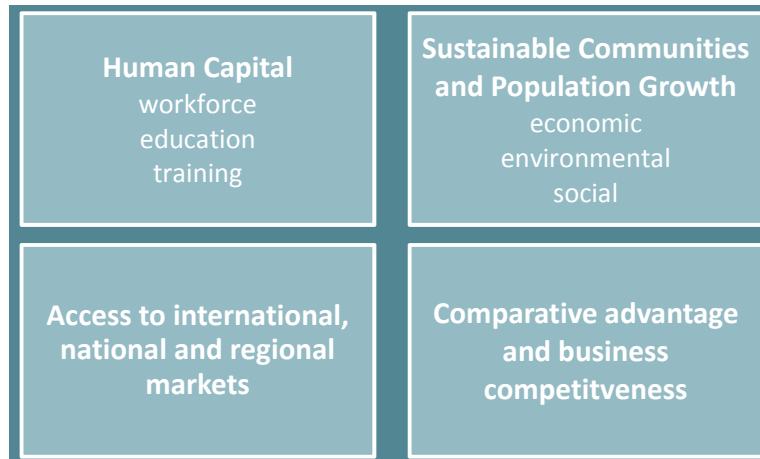 Human Capital
workforce
education
training
Sustainable Communities
and Population Growth
economic
environmental
social
Access to international,
national and regional
markets
Comparative advantage
and business
competitveness